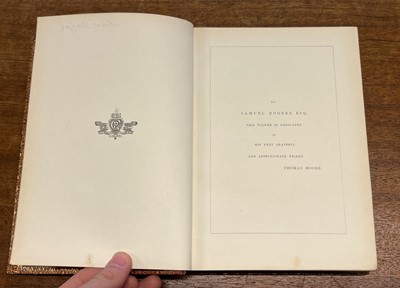 TO
SAMUEL ROGERS ESQ.
THIS VOLUME IS DEDICATED
BY
HIS VERY GRATEFUL
AND AFFECTIONATE FRIEND
THOMAS MOORE.